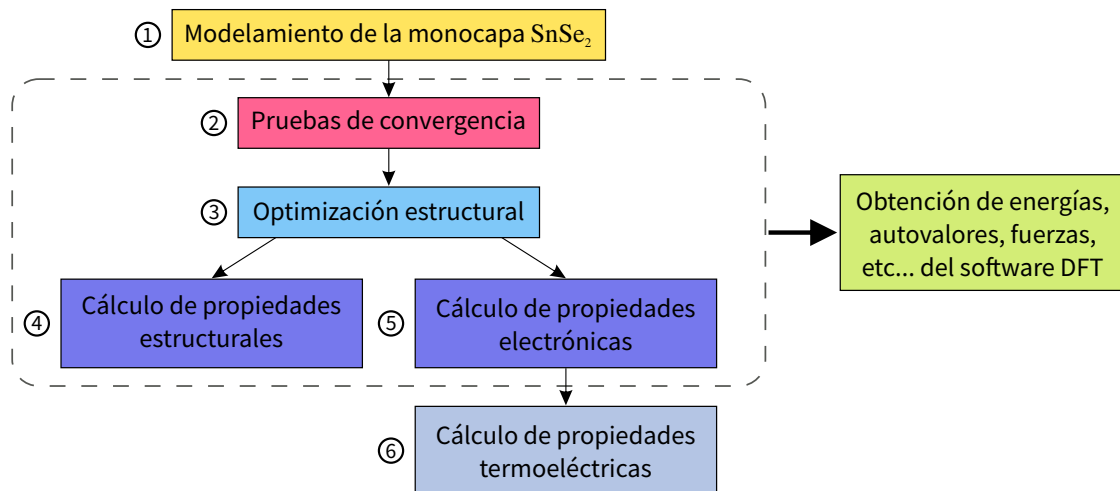 ① Modelamiento de la monocapa SnSe₂
② Pruebas de convergencia
③ Optimización estructural
④ Cálculo de propiedades
estructurales
⑤ Cálculo de propiedades
electrónicas
⑥ Cálculo de propiedades
termoeléctricas
Obtención de energías,
autovalores, fuerzas,
etc... del software DFT